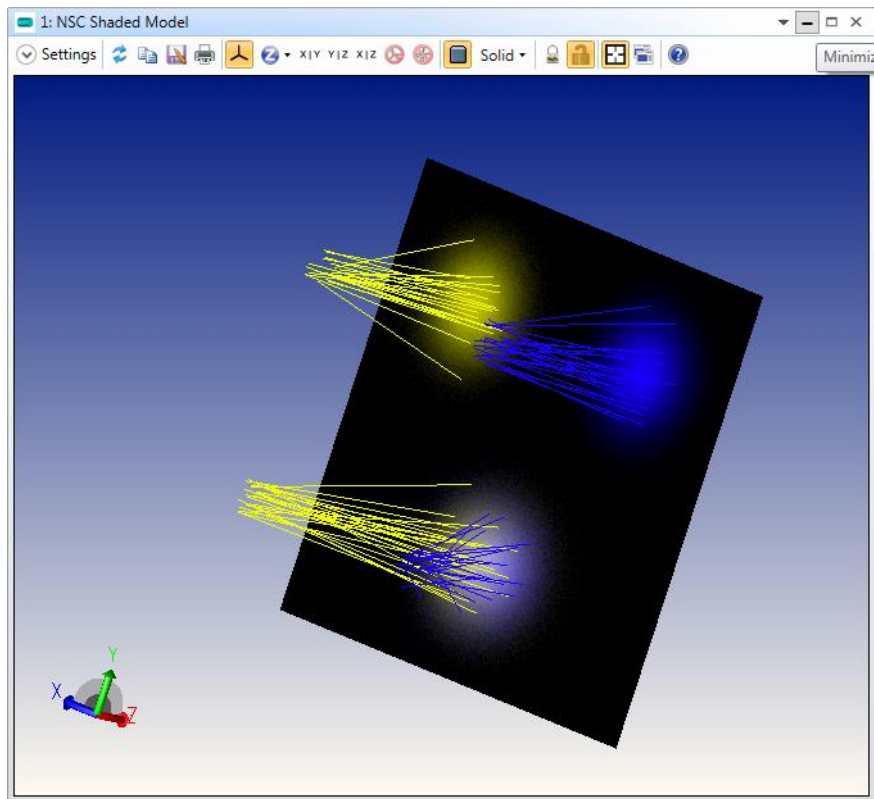 1: NSC Shaded Model
Settings Z X|Y Y|Z X|Z Solid ?
Minimiz
Y
X
Z